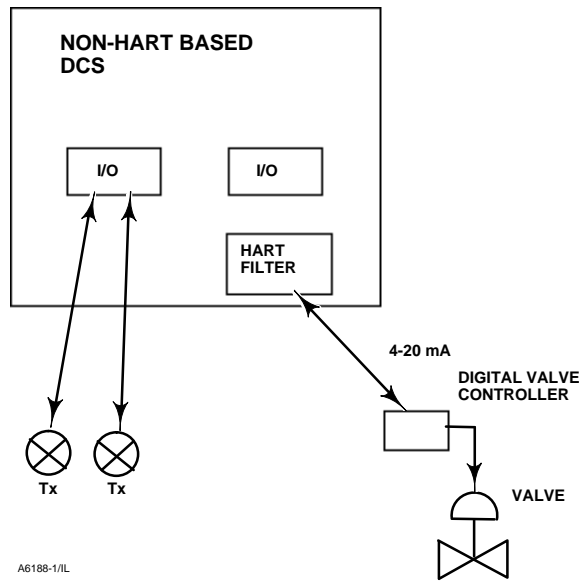 NON-HART BASED
DCS
I/O
I/O
HART
FILTER
4-20 mA
DIGITAL VALVE
CONTROLLER
Tx
Tx
VALVE
A6188-1/IL